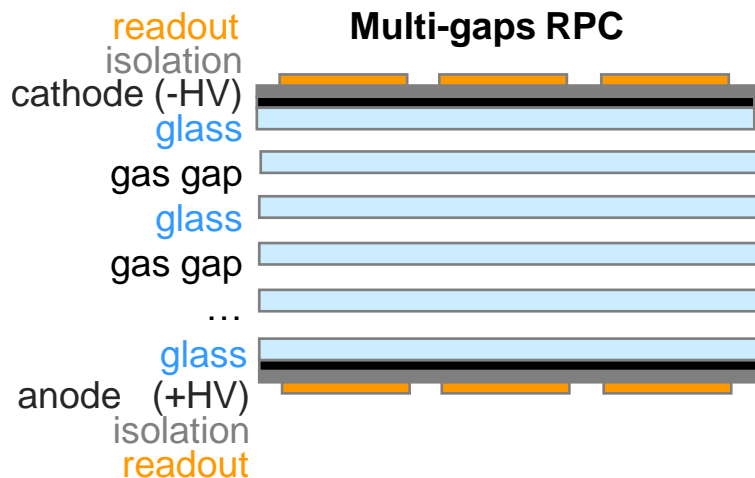 readout
Multi-gaps RPC
isolation
cathode (-HV)
glass
gas gap
glass
gas gap
…
glass
anode (+HV)
isolation
readout